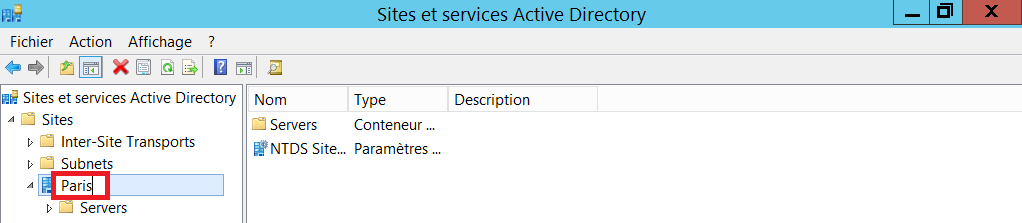 Sites et services Active Directory
Fichier Action Affichage ?
Sites et services Active Directory
Sites
Inter-Site Transports
Subnets
Paris
Servers
Nom Type Description
Servers Conteneur ...
NTDS Site... Paramètres ...